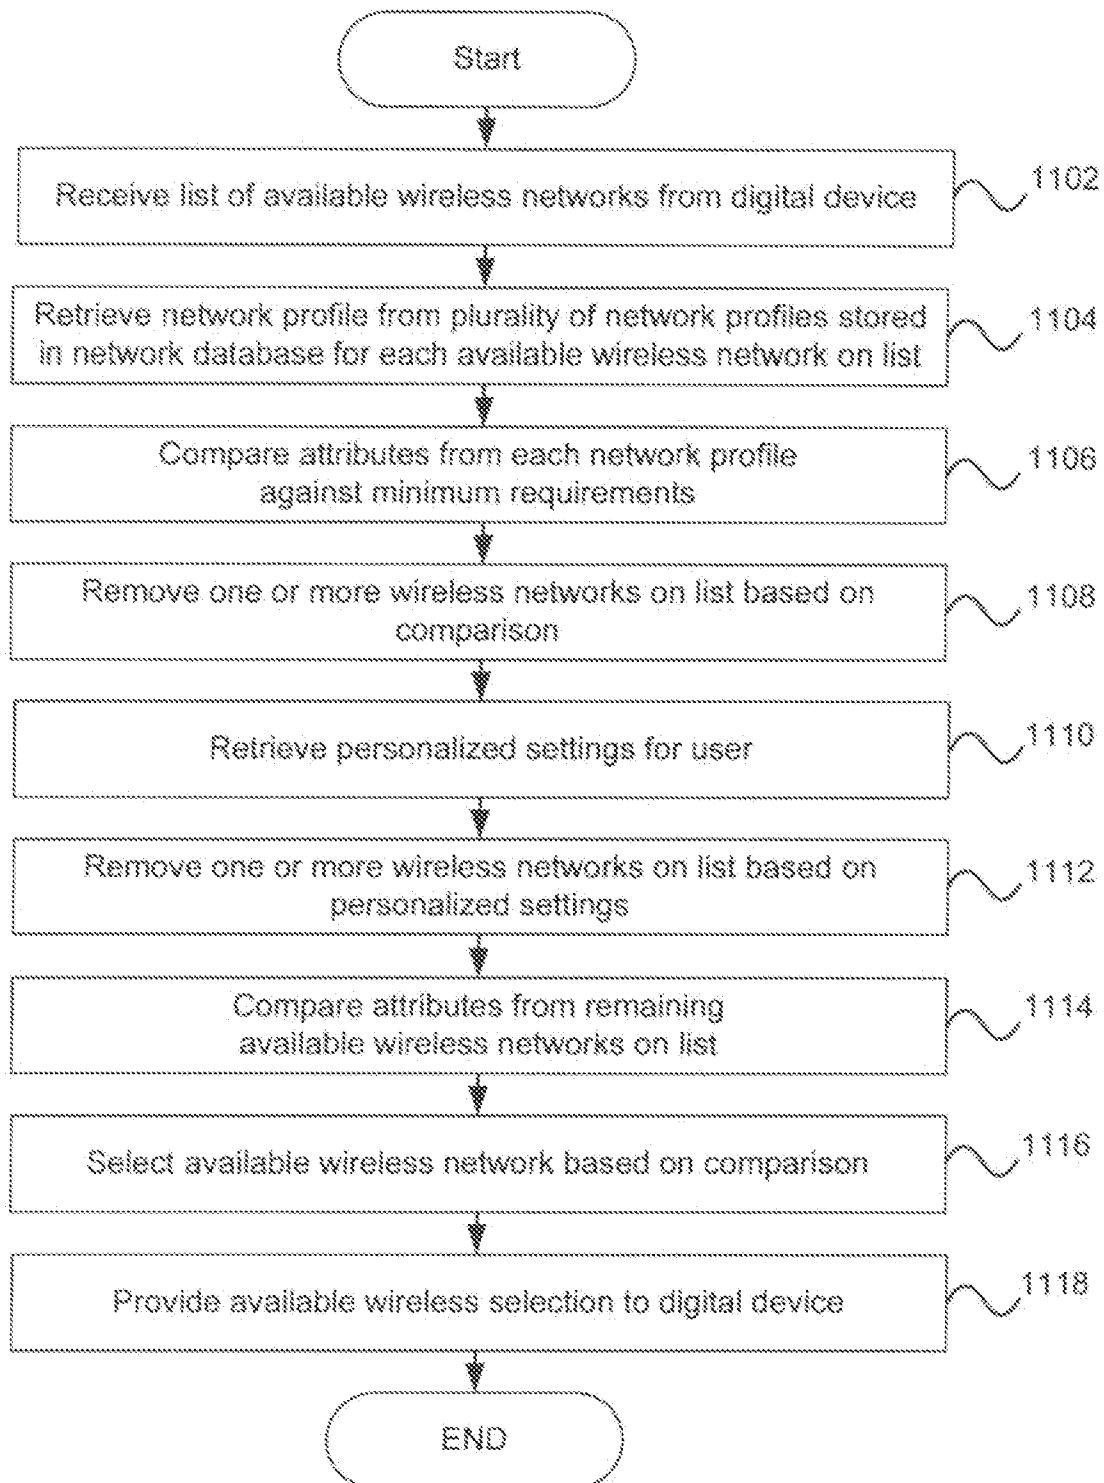 Start
Receive list of available wireless networks from digital device
1102
Retrieve network profile from plurality of network profiles stored
in network database for each available wireless network on list
1104
Compare attributes from each network profile
against minimum requirements
1106
Remove one or more wireless networks on list based on
comparison
1108
Retrieve personalized settings for user
1110
Remove one or more wireless networks on list based on
personalized settings
1112
Compare attributes from remaining
available wireless networks on list
1114
Select available wireless network based on comparison
1116
Provide available wireless selection to digital device
1118
END